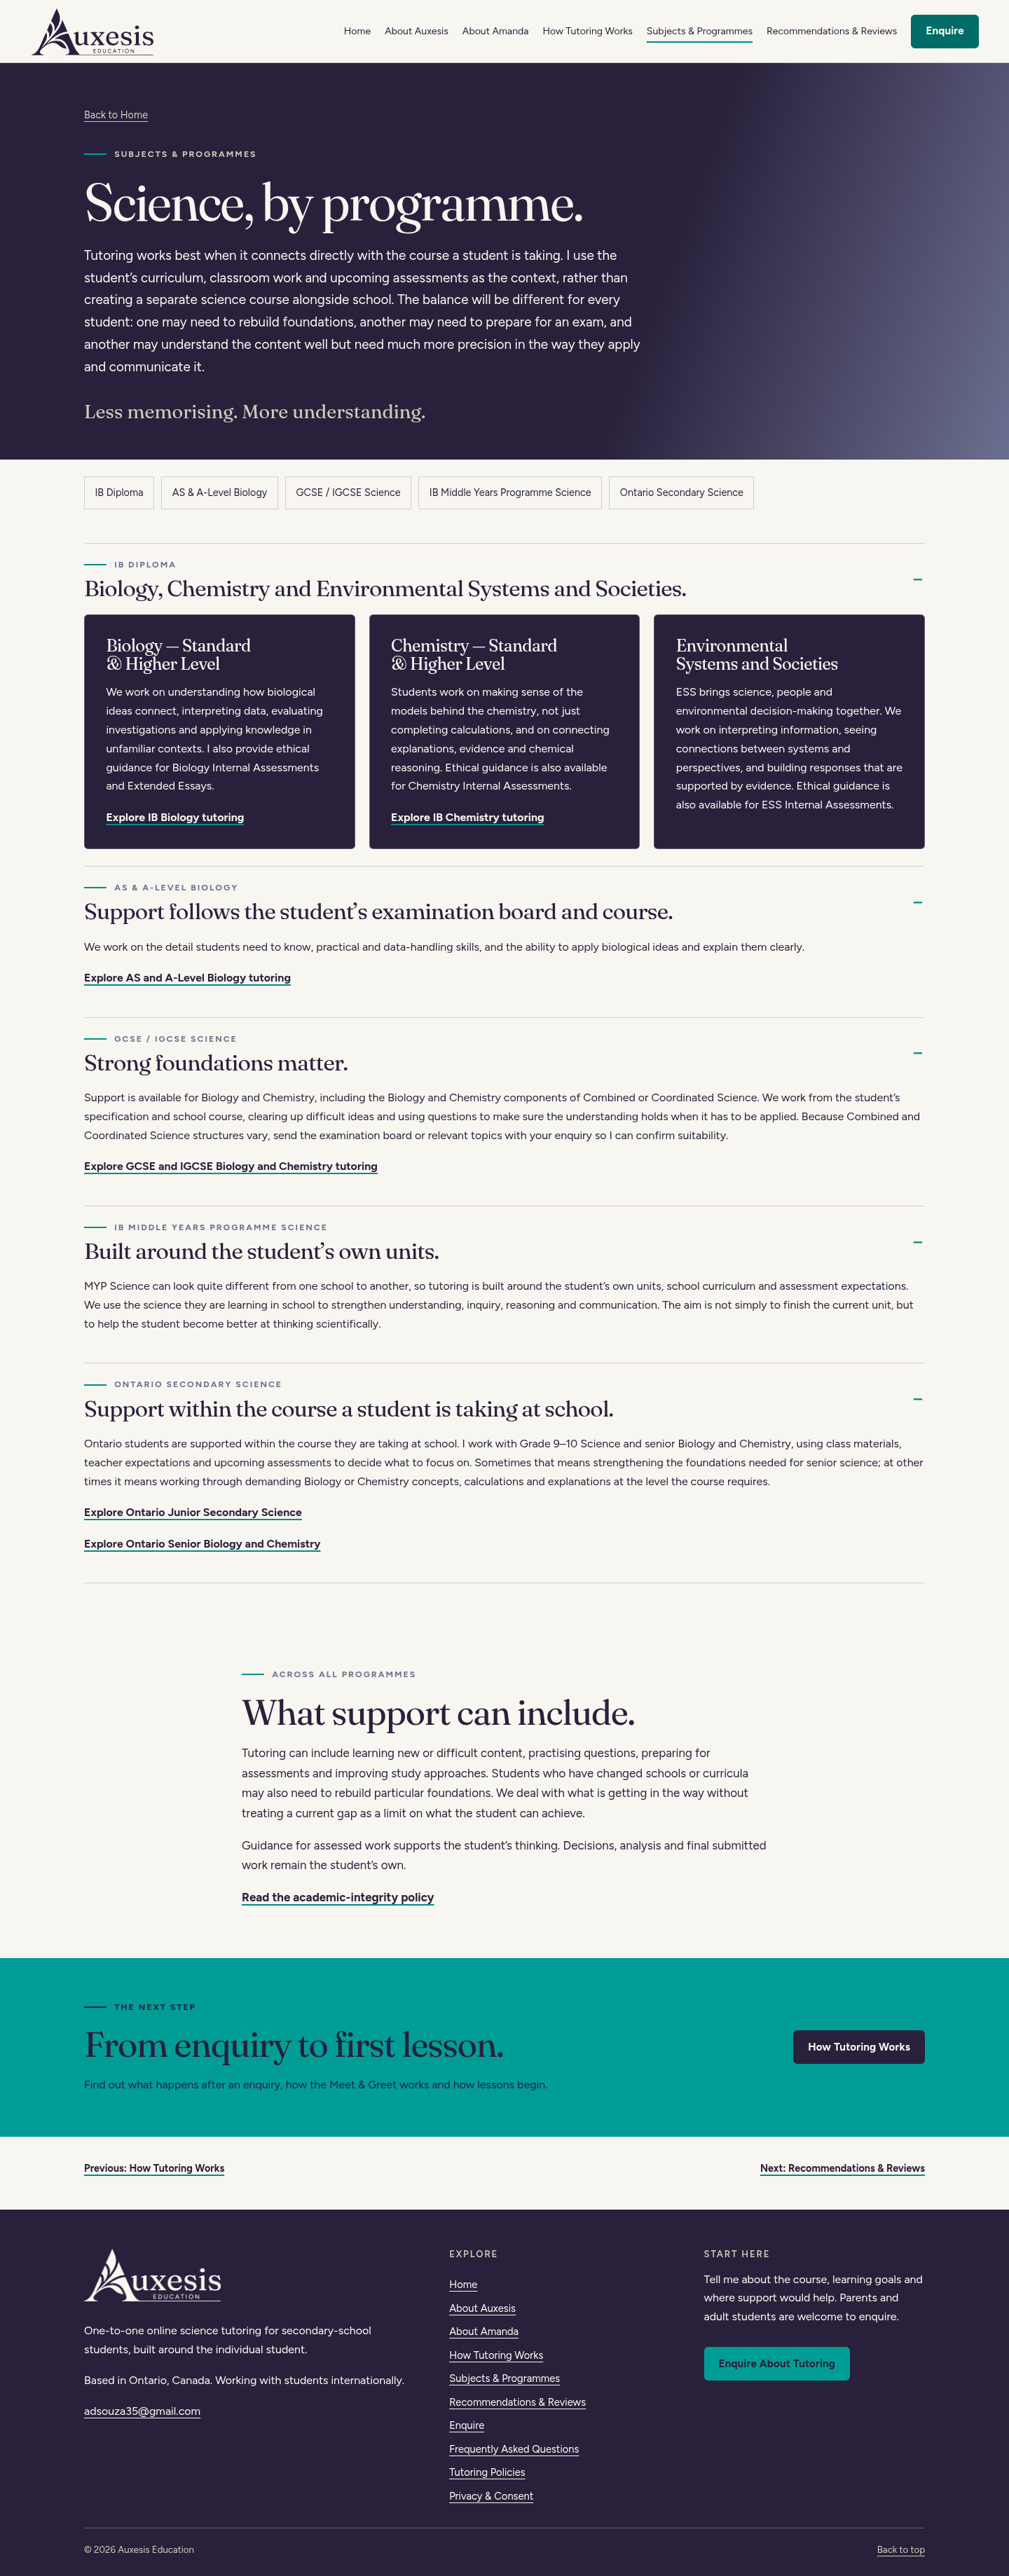 Auxesis
EDUCATION
Home
About Auxesis
About Amanda
How Tutoring Works
Subjects & Programmes
Recommendations & Reviews
Enquire
Back to Home
SUBJECTS & PROGRAMMES
Science, by programme.
Tutoring works best when it connects directly with the course a student is taking. I use the
student’s curriculum, classroom work and upcoming assessments as the context, rather than
creating a separate science course alongside school. The balance will be different for every
student: one may need to rebuild foundations, another may need to prepare for an exam, and
another may understand the content well but need much more precision in the way they apply
and communicate it.
Less memorising. More understanding.
IB Diploma
AS & A-Level Biology
GCSE / IGCSE Science
IB Middle Years Programme Science
Ontario Secondary Science
IB DIPLOMA
Biology, Chemistry and Environmental Systems and Societies.
Biology — Standard
& Higher Level
We work on understanding how biological
ideas connect, interpreting data, evaluating
investigations and applying knowledge in
unfamiliar contexts. I also provide ethical
guidance for Biology Internal Assessments
and Extended Essays.
Explore IB Biology tutoring
Chemistry — Standard
& Higher Level
Students work on making sense of the
models behind the chemistry, not just
completing calculations, and on connecting
explanations, evidence and chemical
reasoning. Ethical guidance is also available
for Chemistry Internal Assessments.
Explore IB Chemistry tutoring
Environmental
Systems and Societies
ESS brings science, people and
environmental decision-making together. We
work on interpreting information, seeing
connections between systems and
perspectives, and building responses that are
supported by evidence. Ethical guidance is
also available for ESS Internal Assessments.
AS & A-LEVEL BIOLOGY
Support follows the student’s examination board and course.
We work on the detail students need to know, practical and data-handling skills, and the ability to apply biological ideas and explain them clearly.
Explore AS and A-Level Biology tutoring
GCSE / IGCSE SCIENCE
Strong foundations matter.
Support is available for Biology and Chemistry, including the Biology and Chemistry components of Combined or Coordinated Science. We work from the student’s
specification and school course, clearing up difficult ideas and using questions to make sure the understanding holds when it has to be applied. Because Combined and
Coordinated Science structures vary, send the examination board or relevant topics with your enquiry so I can confirm suitability.
Explore GCSE and IGCSE Biology and Chemistry tutoring
IB MIDDLE YEARS PROGRAMME SCIENCE
Built around the student’s own units.
MYP Science can look quite different from one school to another, so tutoring is built around the student’s own units, school curriculum and assessment expectations.
We use the science they are learning in school to strengthen understanding, inquiry, reasoning and communication. The aim is not simply to finish the current unit, but
to help the student become better at thinking scientifically.
ONTARIO SECONDARY SCIENCE
Support within the course a student is taking at school.
Ontario students are supported within the course they are taking at school. I work with Grade 9–10 Science and senior Biology and Chemistry, using class materials,
teacher expectations and upcoming assessments to decide what to focus on. Sometimes that means strengthening the foundations needed for senior science; at other
times it means working through demanding Biology or Chemistry concepts, calculations and explanations at the level the course requires.
Explore Ontario Junior Secondary Science
Explore Ontario Senior Biology and Chemistry
ACROSS ALL PROGRAMMES
What support can include.
Tutoring can include learning new or difficult content, practising questions, preparing for
assessments and improving study approaches. Students who have changed schools or curricula
may also need to rebuild particular foundations. We deal with what is getting in the way without
treating a current gap as a limit on what the student can achieve.
Guidance for assessed work supports the student’s thinking. Decisions, analysis and final submitted
work remain the student’s own.
Read the academic-integrity policy
THE NEXT STEP
From enquiry to first lesson.
Find out what happens after an enquiry, how the Meet & Greet works and how lessons begin.
How Tutoring Works
Previous: How Tutoring Works
Next: Recommendations & Reviews
Auxesis
EDUCATION
One-to-one online science tutoring for secondary-school
students, built around the individual student.
Based in Ontario, Canada. Working with students internationally.
adsouza35@gmail.com
EXPLORE
Home
About Auxesis
About Amanda
How Tutoring Works
Subjects & Programmes
Recommendations & Reviews
Enquire
Frequently Asked Questions
Tutoring Policies
Privacy & Consent
START HERE
Tell me about the course, learning goals and
where support would help. Parents and
adult students are welcome to enquire.
Enquire About Tutoring
© 2026 Auxesis Education
Back to top